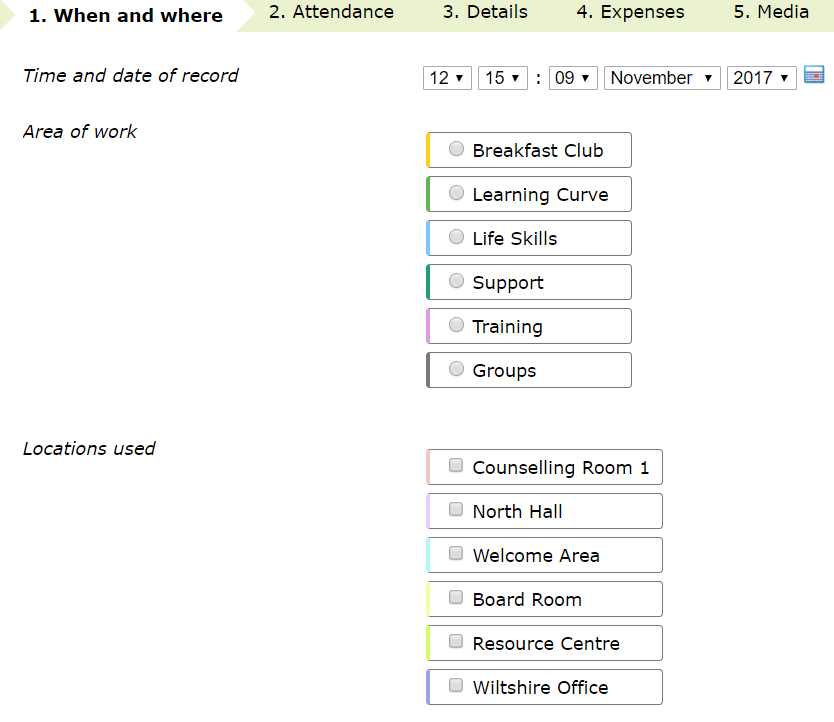 1. When and where 2. Attendance 3. Details 4. Expenses 5. Media
Time and date of record 12 15 : 09 November 2017
Area of work
Breakfast Club
Learning Curve
Life Skills
Support
Training
Groups
Locations used
Counselling Room 1
North Hall
Welcome Area
Board Room
Resource Centre
Wiltshire Office